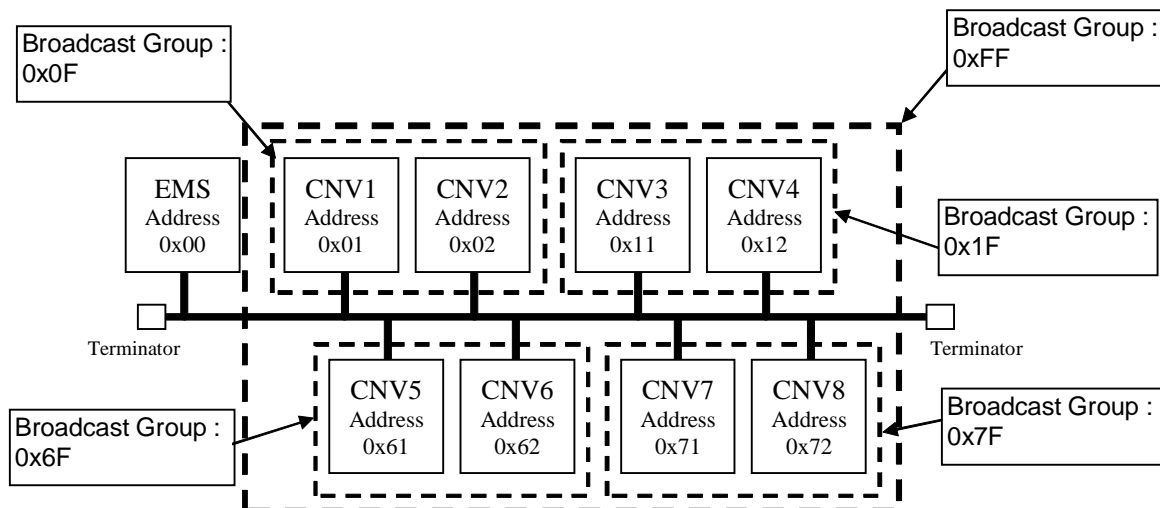 Broadcast Group :
0x0F
Broadcast Group :
0xFF
EMS
Address
0x00
CNV1
Address
0x01
CNV2
Address
0x02
CNV3
Address
0x11
CNV4
Address
0x12
Broadcast Group :
0x1F
Terminator
Terminator
CNV5
Address
0x61
CNV6
Address
0x62
CNV7
Address
0x71
CNV8
Address
0x72
Broadcast Group :
0x6F
Broadcast Group :
0x7F